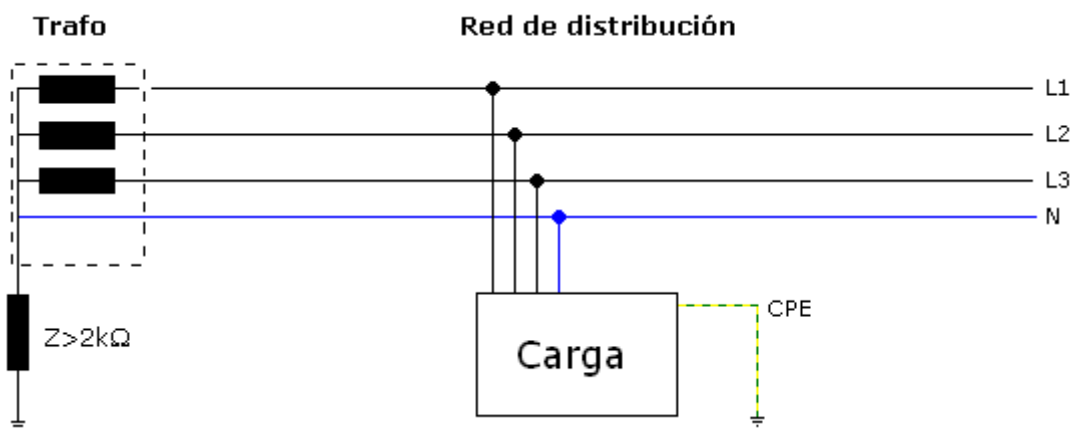 Trafo
Red de distribución
L1
L2
L3
N
CPE
Z>2kΩ
Carga